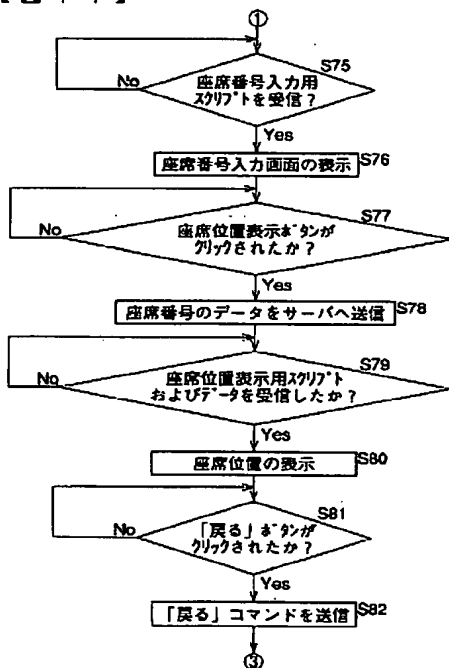 ①
S75
座席番号入力用
スクリプトを受信？
No
Yes
座席番号入力画面の表示
S76
S77
座席位置表示ボタンが
クリックされたか？
No
Yes
座席番号のデータをサーバへ送信
S78
S79
座席位置表示用スクリプト
およびデータを受信したか？
No
Yes
座席位置の表示
S80
S81
「戻る」ボタンが
クリックされたか？
No
Yes
「戻る」コマンドを送信
S82
③